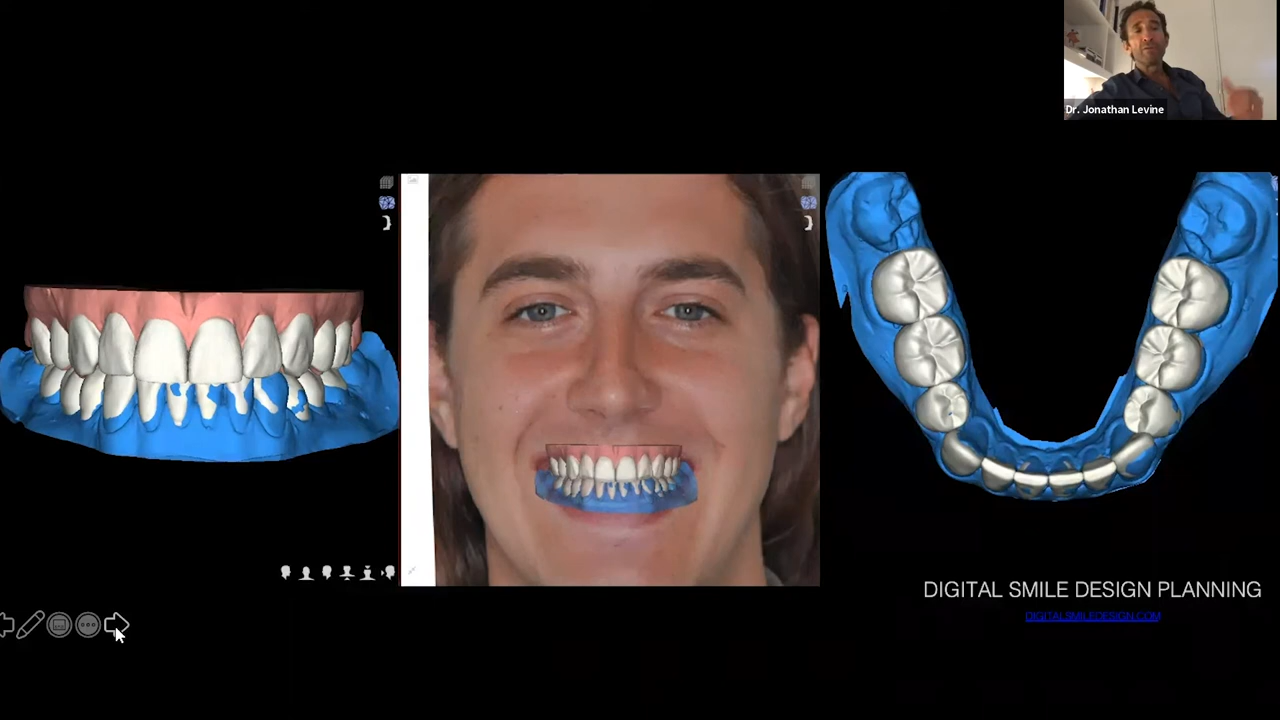 Dr. Jonathan Levine
DIGITAL SMILE DESIGN PLANNING
DIGITALSMILEDESIGN.COM